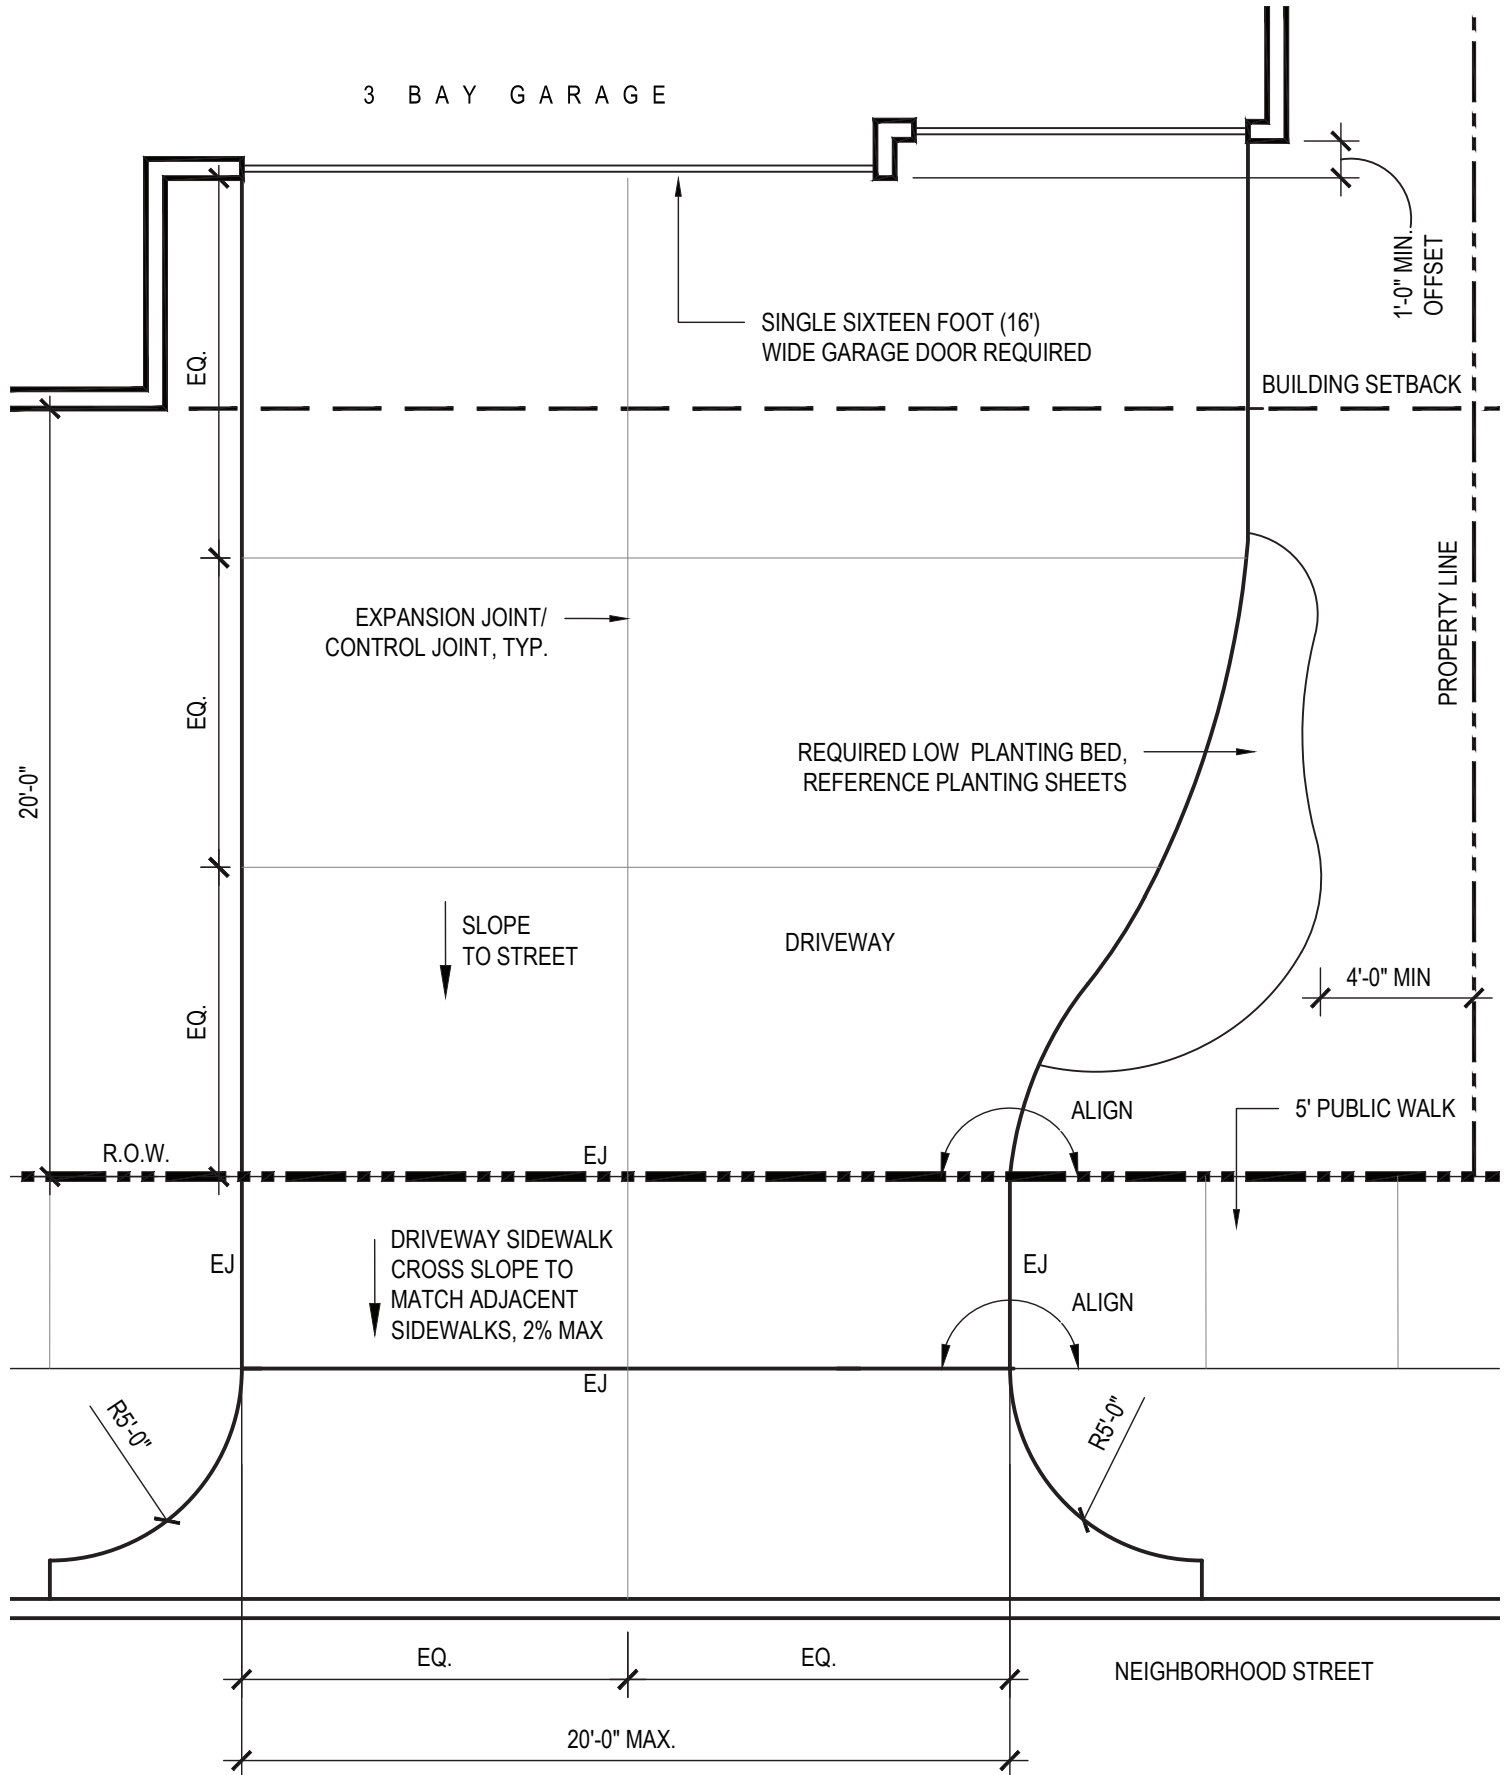 3 BAY GARAGE
1'-0" MIN.
OFFSET
SINGLE SIXTEEN FOOT (16')
WIDE GARAGE DOOR REQUIRED
EQ.
BUILDING SETBACK
EXPANSION JOINT/
CONTROL JOINT, TYP.
PROPERTY LINE
EQ.
20'-0"
REQUIRED LOW PLANTING BED,
REFERENCE PLANTING SHEETS
SLOPE
TO STREET
DRIVEWAY
4'-0" MIN
EQ.
ALIGN
5' PUBLIC WALK
R.O.W.
EJ
DRIVEWAY SIDEWALK
CROSS SLOPE TO
MATCH ADJACENT
SIDEWALKS, 2% MAX
EJ
EJ
ALIGN
EJ
R5'-0"
R5'-0"
EQ.
EQ.
NEIGHBORHOOD STREET
20'-0" MAX.